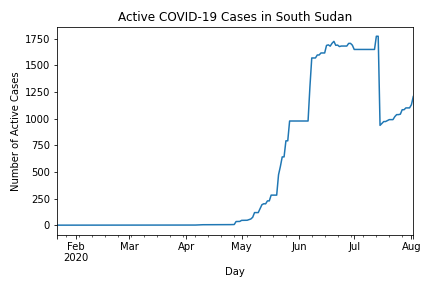 Active COVID-19 Cases in South Sudan
Number of Active Cases
1750
1500
1250
1000
750
500
250
0
Feb Mar Apr May Jun Jul Aug
2020
Day